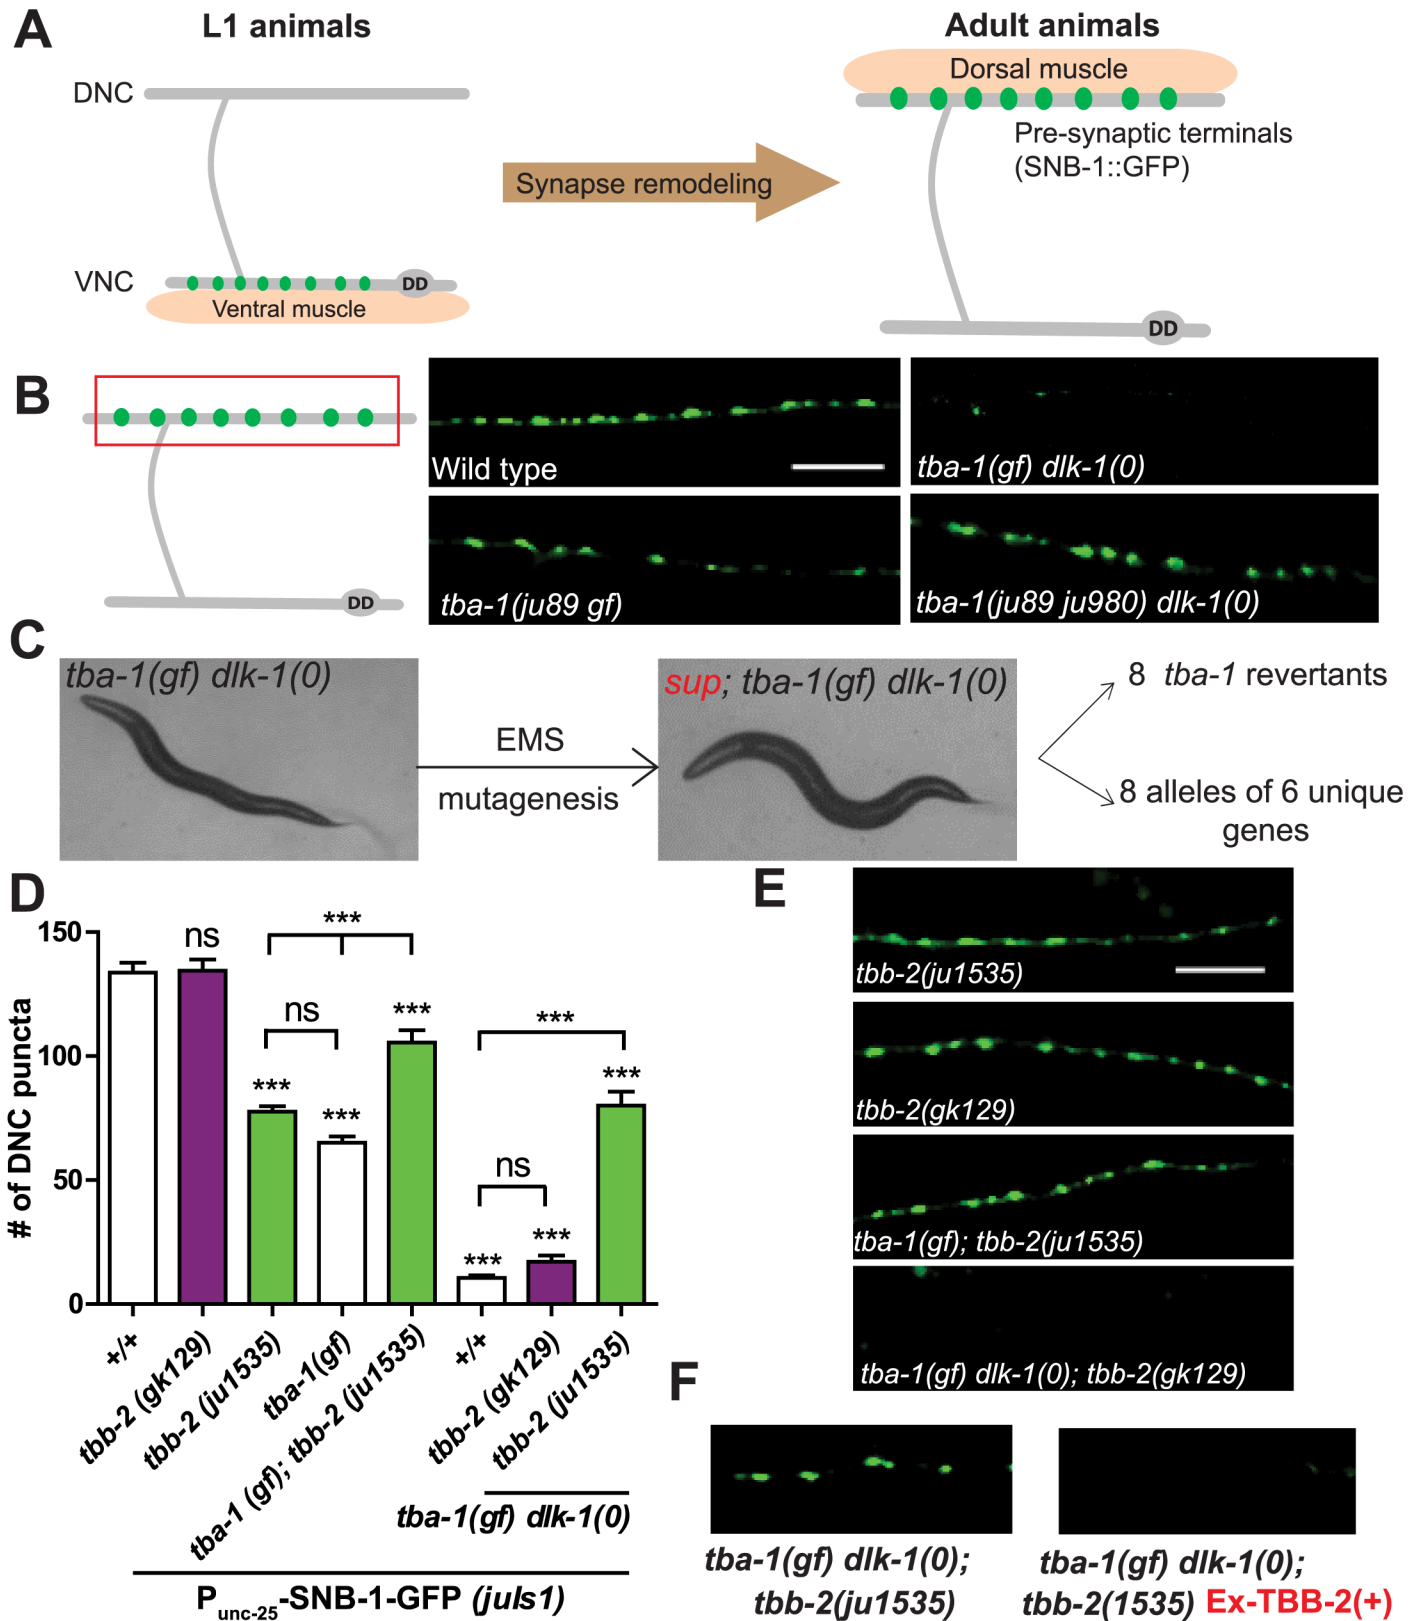 A
L1 animals
Adult animals
DNC
Dorsal muscle
Pre-synaptic terminals
(SNB-1::GFP)
Synapse remodeling
VNC
DD
Ventral muscle
DD
B
Wild type
tba-1(gf) dlk-1(0)
tba-1(ju89 gf)
tba-1(ju89 ju980) dlk-1(0)
DD
C
tba-1(gf) dlk-1(0)
EMS
mutagenesis
sup; tba-1(gf) dlk-1(0)
8 tba-1 revertants
8 alleles of 6 unique
genes
D
# of DNC puncta
150
100
50
0
ns
***
ns
***
***
***
***
ns
***
***
***
+/+
tbb-2 (gk129)
tbb-2 (ju1535)
tba-1(gf)
tba-1 (gf); tbb-2 (ju1535)
+/+
tbb-2 (gk129)
tbb-2 (ju1535)
tba-1(gf) dlk-1(0)
Punc-25-SNB-1-GFP (juIs1)
E
tbb-2(ju1535)
tbb-2(gk129)
tba-1(gf); tbb-2(ju1535)
tba-1(gf) dlk-1(0); tbb-2(gk129)
F
tba-1(gf) dlk-1(0);
tbb-2(ju1535)
tba-1(gf) dlk-1(0);
tbb-2(1535) Ex-TBB-2(+)